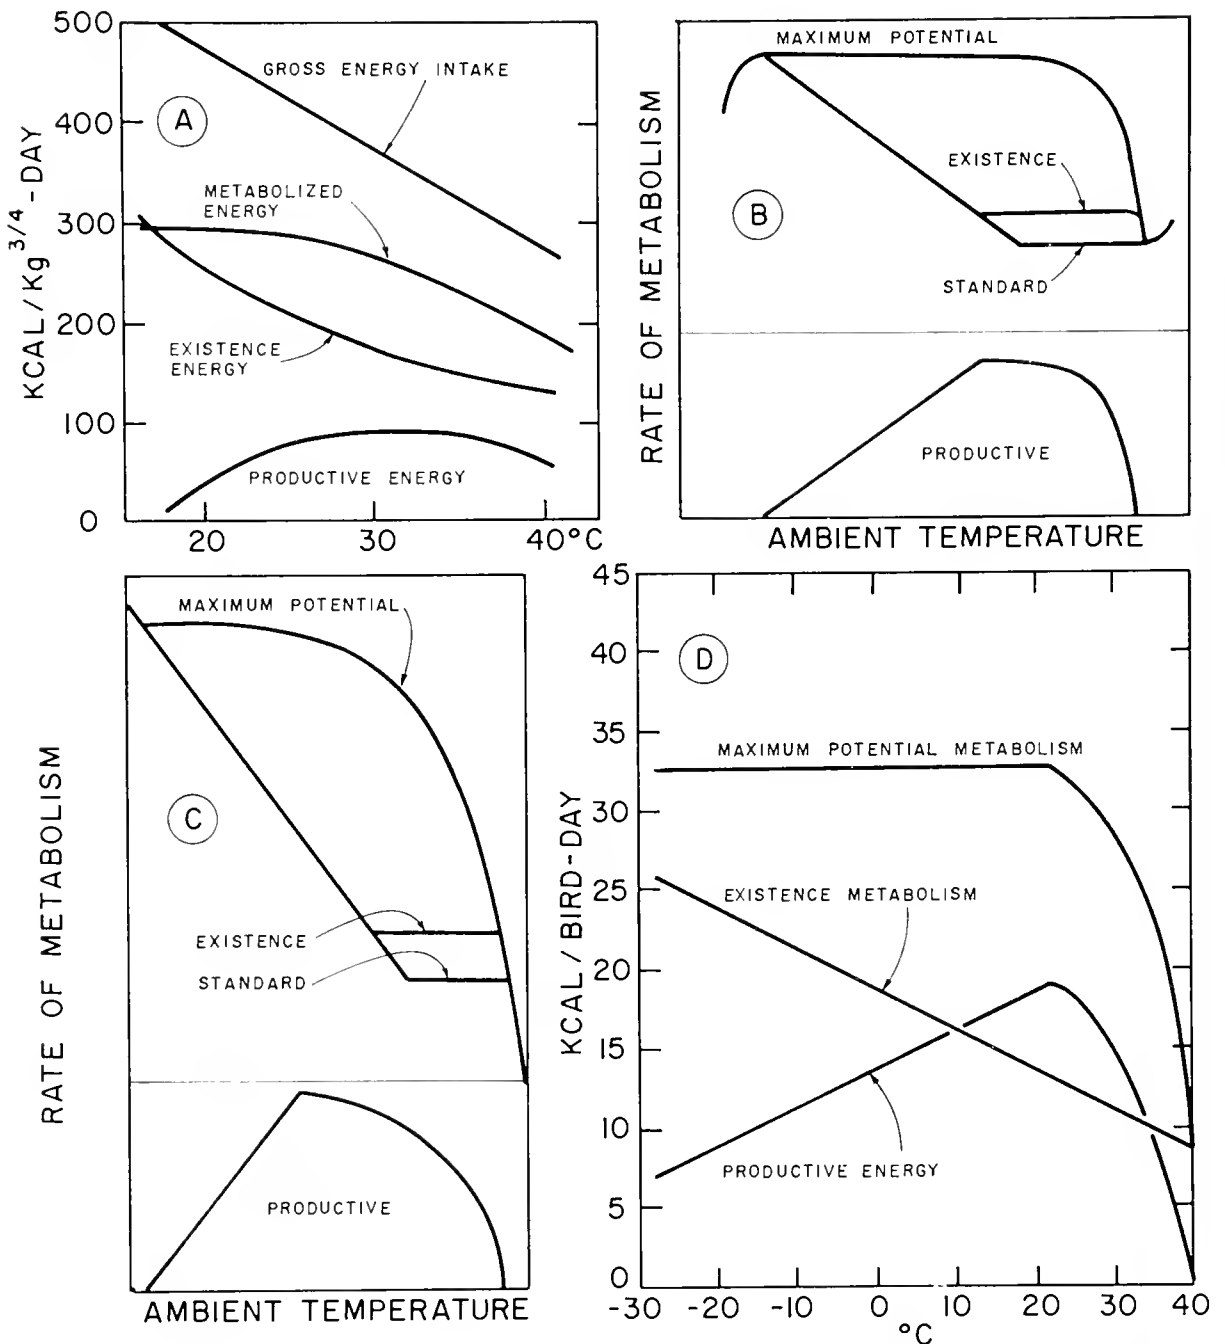 500
400
300
200
100
0
KCAL/Kg^3/4-DAY
A
GROSS ENERGY INTAKE
METABOLIZED
ENERGY
EXISTENCE
ENERGY
PRODUCTIVE ENERGY
20
30
40°C
RATE OF METABOLISM
B
MAXIMUM POTENTIAL
EXISTENCE
STANDARD
PRODUCTIVE
AMBIENT TEMPERATURE
RATE OF METABOLISM
C
MAXIMUM POTENTIAL
EXISTENCE
STANDARD
PRODUCTIVE
AMBIENT TEMPERATURE
45
40
35
30
25
20
15
10
5
0
KCAL/BIRD-DAY
D
MAXIMUM POTENTIAL METABOLISM
EXISTENCE METABOLISM
PRODUCTIVE ENERGY
-30
-20
-10
0
10
20
30
40
°C